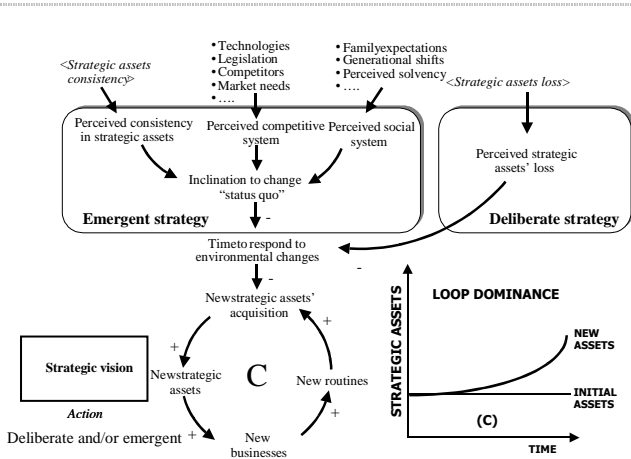 • Technologies
• Legislation
• Competitors
• Market needs
• ....
• Familyexpectations
• Generational shifts
• Perceived solvency
• ....
<Strategic assets
consistency>
<Strategic assets loss>
Perceived consistency
in strategic assets
Perceived competitive
system
Perceived social
system
Perceived strategic
assets' loss
Inclination to change
"status quo"
Emergent strategy
-
Deliberate strategy
Timeto respond to
environmental changes
-
-
Newstrategic assets'
acquisition
+
+
Strategic vision
Newstrategic
assets
C
New routines
Action
Deliberate and/or emergent
+
+
New
businesses
LOOP DOMINANCE
STRATEGIC ASSETS
NEW
ASSETS
INITIAL
ASSETS
(C)
TIME